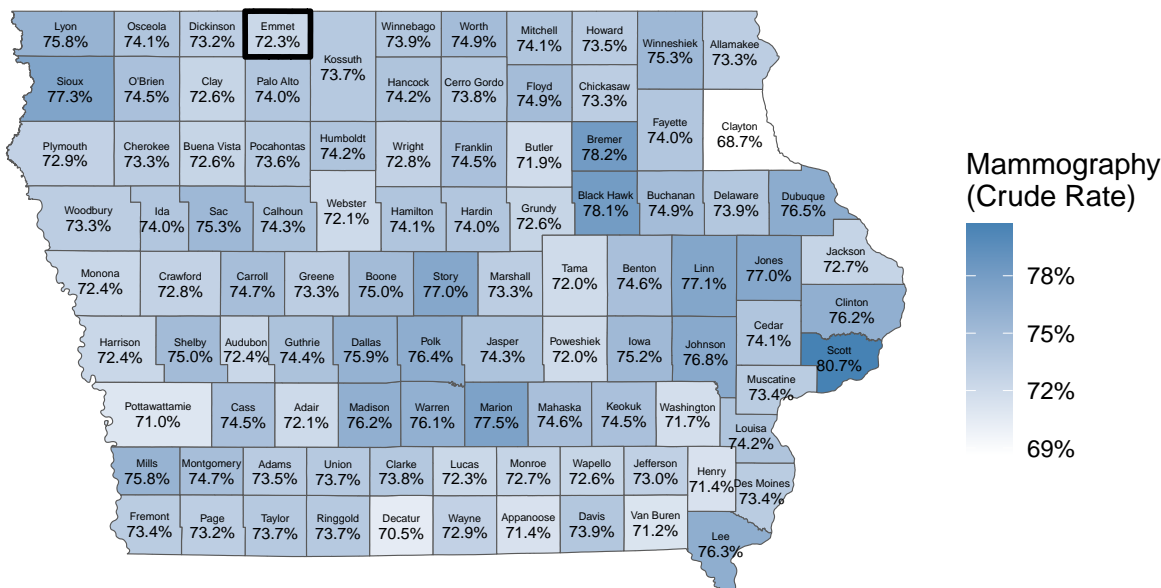 Lyon
75.8%
Osceola
74.1%
Dickinson
73.2%
Emmet
72.3%
Kossuth
73.7%
Winnebago
73.9%
Worth
74.9%
Mitchell
74.1%
Howard
73.5%
Winneshiek
75.3%
Allamakee
73.3%
Sioux
77.3%
O'Brien
74.5%
Clay
72.6%
Palo Alto
74.0%
Hancock
74.2%
Cerro Gordo
73.8%
Floyd
74.9%
Chickasaw
73.3%
Fayette
74.0%
Clayton
68.7%
Plymouth
72.9%
Cherokee
73.3%
Buena Vista
72.6%
Pocahontas
73.6%
Humboldt
74.2%
Wright
72.8%
Franklin
74.5%
Butler
71.9%
Bremer
78.2%
Woodbury
73.3%
Ida
74.0%
Sac
75.3%
Calhoun
74.3%
Webster
72.1%
Hamilton
74.1%
Hardin
74.0%
Grundy
72.6%
Black Hawk
78.1%
Buchanan
74.9%
Delaware
73.9%
Dubuque
76.5%
Monona
72.4%
Crawford
72.8%
Carroll
74.7%
Greene
73.3%
Boone
75.0%
Story
77.0%
Marshall
73.3%
Tama
72.0%
Benton
74.6%
Linn
77.1%
Jones
77.0%
Jackson
72.7%
Clinton
76.2%
Harrison
72.4%
Shelby
75.0%
Audubon
72.4%
Guthrie
74.4%
Dallas
75.9%
Polk
76.4%
Jasper
74.3%
Poweshiek
72.0%
Iowa
75.2%
Johnson
76.8%
Cedar
74.1%
Scott
80.7%
Muscatine
73.4%
Pottawattamie
71.0%
Cass
74.5%
Adair
72.1%
Madison
76.2%
Warren
76.1%
Marion
77.5%
Mahaska
74.6%
Keokuk
74.5%
Washington
71.7%
Louisa
74.2%
Mills
75.8%
Montgomery
74.7%
Adams
73.5%
Union
73.7%
Clarke
73.8%
Lucas
72.3%
Monroe
72.7%
Wapello
72.6%
Jefferson
73.0%
Henry
71.4%
Des Moines
73.4%
Fremont
73.4%
Page
73.2%
Taylor
73.7%
Ringgold
73.7%
Decatur
70.5%
Wayne
72.9%
Appanoose
71.4%
Davis
73.9%
Van Buren
71.2%
Lee
76.3%
Mammography
(Crude Rate)
78%
75%
72%
69%